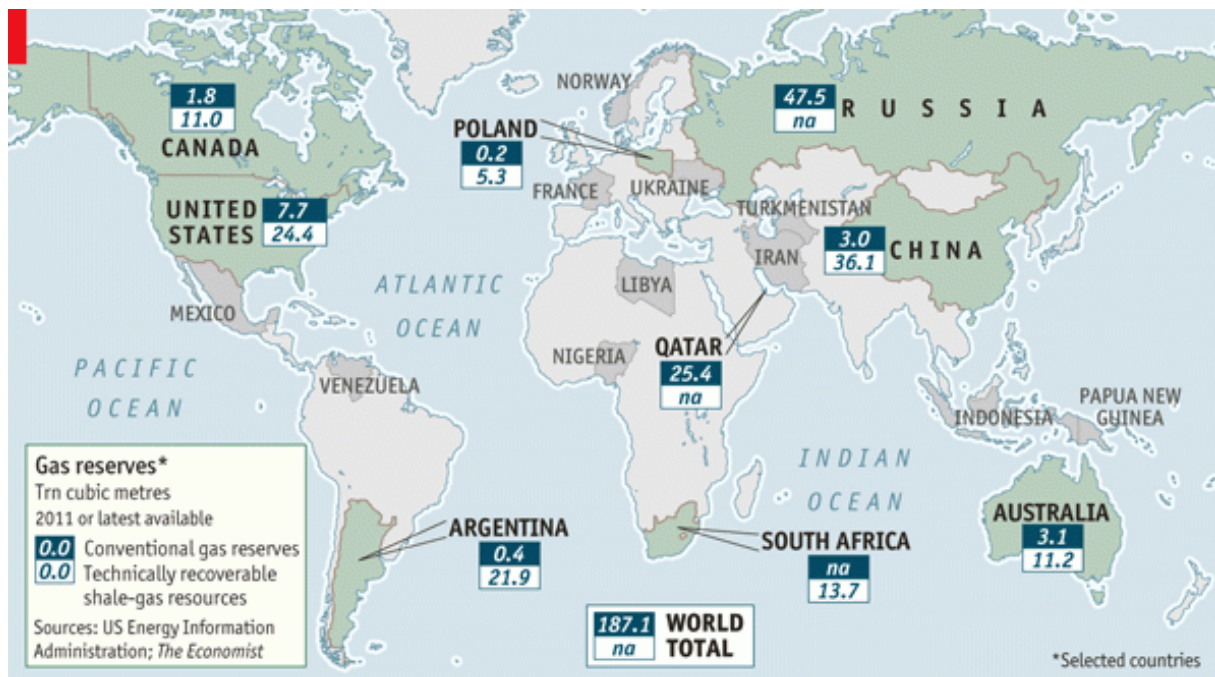 NORWAY
1.8
11.0
CANADA
47.5
na
RUSSIA
POLAND
0.2
5.3
FRANCE
UKRAINE
UNITED
STATES
7.7
24.4
TURKMENISTAN
3.0
36.1
CHINA
IRAN
LIBYA
MEXICO
ATLANTIC
OCEAN
NIGERIA
QATAR
25.4
na
PACIFIC
OCEAN
VENEZUELA
INDONESIA
PAPUA NEW
GUINEA
INDIAN
OCEAN
Gas reserves*
Trn cubic metres
2011 or latest available
0.0 Conventional gas reserves
0.0 Technically recoverable
shale-gas resources
Sources: US Energy Information
Administration; The Economist
ARGENTINA
0.4
21.9
SOUTH AFRICA
na
13.7
AUSTRALIA
3.1
11.2
187.1
na
WORLD
TOTAL
*Selected countries